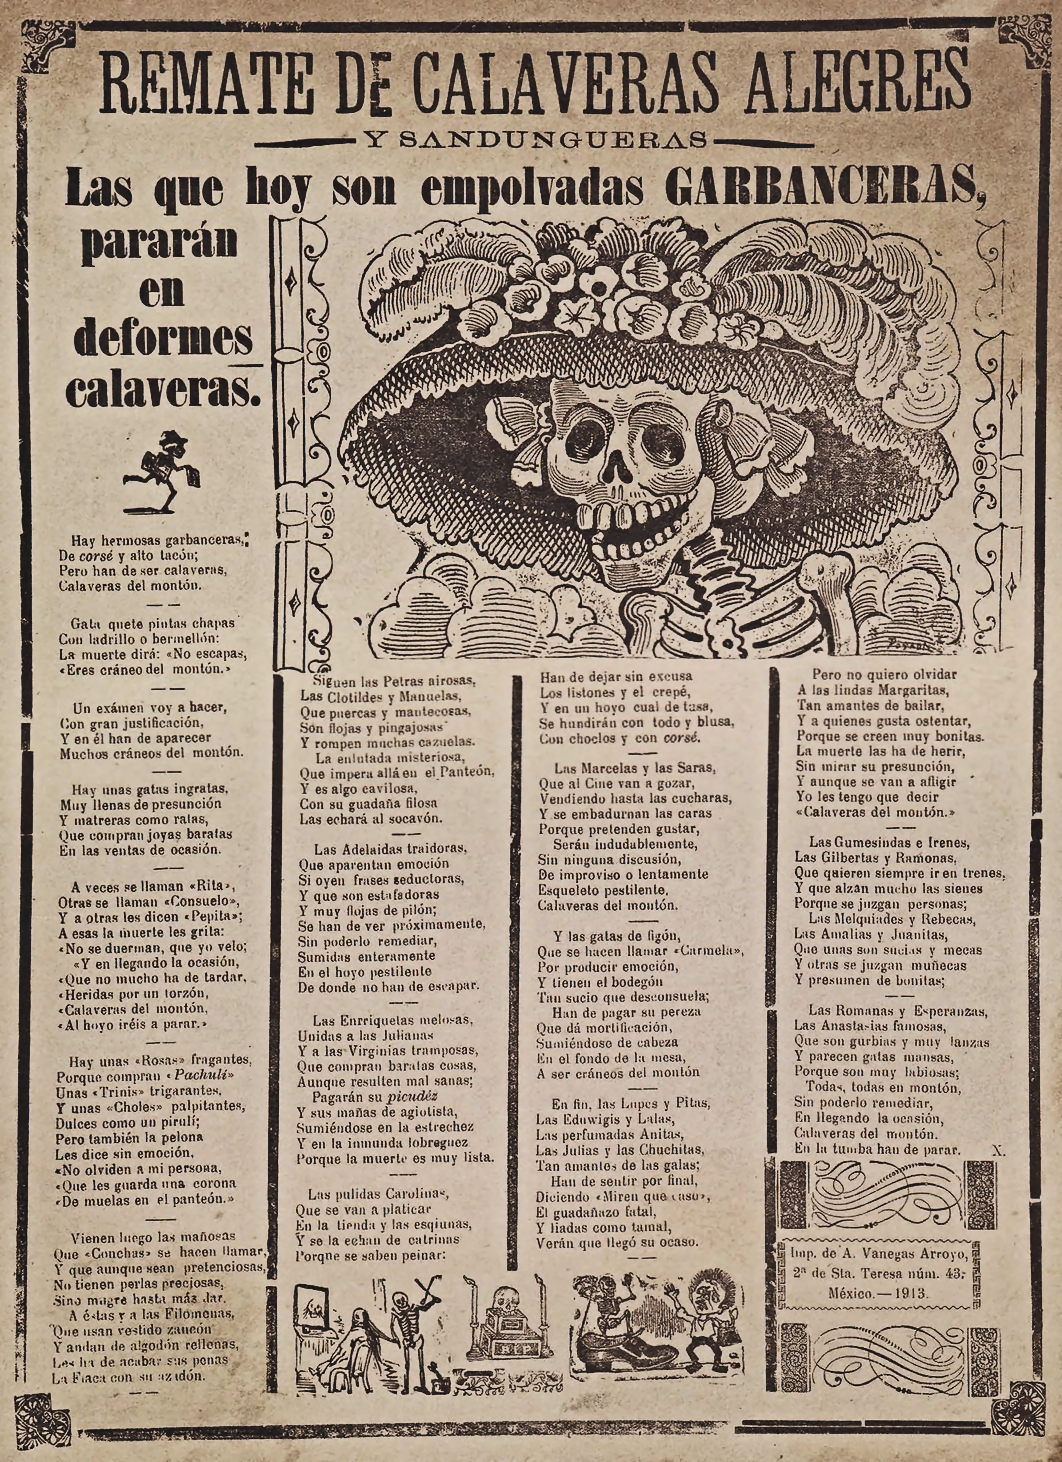 REMATE DE CALAVERAS ALEGRES
Y SANDUNGUERAS
Las que hoy son empolvadas GARBANCERAS,
pararán
en
deformes
calaveras.
Hay hermosas garbanceras,
De corsé y alto tacón;
Pero han de ser calaveras,
Calaveras del montón.
Gata que te pintas chapas
Con ladrillo o bermellón:
La muerte dirá: «No escapas,
«Eres cráneo del montón.»
Un exámen voy a hacer,
Con gran justificación,
Y en él han de aparecer
Muchos cráneos del montón.
Hay unas gatas ingratas,
Muy llenas de presunción
Y matreras como ratas,
Que compran joyas baratas
En las ventas de ocasión.
A veces se llaman «Rita»,
Otras se llaman «Consuelo»,
Y a otras les dicen «Pepita»;
A esas la muerte les grita:
«No se duerman, que yo velo;
«Y en llegando la ocasión,
«Que no mucho ha de tardar,
«Heridas por un torzón,
«Calaveras del montón,
«Al hoyo iréis a parar.»
Hay unas «Rosas» fragantes,
Porque compran «Pachulí»
Unas «Trinis» trigarantes,
Y unas «Choles» palpitantes,
Dulces como un pirulí;
Pero también la pelona
Les dice sin emoción,
«No olviden a mi persona,
«Que les guarda una corona
«De muelas en el panteón.»
Vienen luego las mañosas
Que «Conchas» se hacen llamar,
Y que aunque sean pretenciosas,
No tienen perlas preciosas,
Sino mugre hasta más dar.
A éstas y a las Filomenas,
Que usan vestido zancón
Y andan de algodón rellenas,
Les ha de acabar sus penas
La Flaca con su azadón.
Siguen las Petras airosas,
Las Clotildes y Manuelas,
Que puercas y mantecosas,
Son flojas y pingajosas
Y rompen muchas cazuelas.
La enlutada misteriosa,
Que impera allá en el Panteón,
Y es algo cavilosa,
Con su guadaña filosa
Las echará al socavón.
Las Adelaidas traidoras,
Que aparentan emoción
Si oyen frases seductoras,
Y que son estafadoras
Y muy flojas de pilón;
Se han de ver próximamente,
Sin poderlo remediar,
Sumidas enteramente
En el hoyo pestilente
De donde no han de escapar.
Las Enrriquetas melosas,
Unidas a las Julianas
Y a las Virginias tramposas,
Que compran baratas cosas,
Aunque resulten mal sanas;
Pagarán su picudéz
Y sus mañas de agiotista,
Sumiéndose en la estrechez
Y en la inmunda lobreguez
Porque la muerte es muy lista.
Las pulidas Carolinas,
Que se van a platicar
En la tienda y las esqiunas,
Y se la echan de catrinas
Porqne se saben peinar:
Han de dejar sin excusa
Los listones y el crepé,
Y en un hoyo cual de tusa,
Se hundirán con todo y blusa,
Con choclos y con corsé.
Las Marcelas y las Saras,
Que al Cine van a gozar,
Vendiendo hasta las cucharas,
Y se embadurnan las caras
Porque pretenden gustar,
Serán indudablemente,
Sin ninguna discusión,
De improviso o lentamente
Esqueleto pestilente,
Calaveras del montón.
Y las gatas de figón,
Que se hacen llamar «Carmela»,
Por producir emoción,
Y tienen el bodegón
Tan sucio que desconsuela;
Han de pagar su pereza
Que dá mortificación,
Sumiéndose de cabeza
En el fondo de la mesa,
A ser cráneos del montón
En fin, las Lupes y Pitas,
Las Eduwigis y Lalas,
Las perfumadas Anitas,
Las Julias y las Chuchitas,
Tan amantes de las galas;
Han de sentir por final,
Diciendo «Miren que caso»,
El guadañazo fatal,
Y liadas como tamal,
Verán que llegó su ocaso.
Pero no quiero olvidar
A las lindas Margaritas,
Tan amantes de bailar,
Y a quienes gusta ostentar,
Porque se creen muy bonitas.
La muerte las ha de herir,
Sin mirar su presunción,
Y aunque se van a afligir
Yo les tengo que decir
«Calaveras del montón.»
Las Gumesindas e Irenes,
Las Gilbertas y Ramonas,
Que quieren siempre ir en trenes,
Y que alzan mucho las sienes
Porque se juzgan personas;
Las Melquiades y Rebecas,
Las Amalias y Juanitas,
Que unas son sucias y mecas
Y otras se juzgan muñecas
Y presumen de bonitas;
Las Romanas y Esperanzas,
Las Anastasias famosas,
Que son gurbias y muy lanzas
Y parecen gatas mansas,
Porque son muy labiosas;
Todas, todas en montón,
Sin poderlo remediar,
En llegando la ocasión,
Calaveras del montón.
En la tumba han de parar. X.
Posada
Imp. de A. Vanegas Arroyo,
2ª de Sta. Teresa núm. 43.
México.—1913.